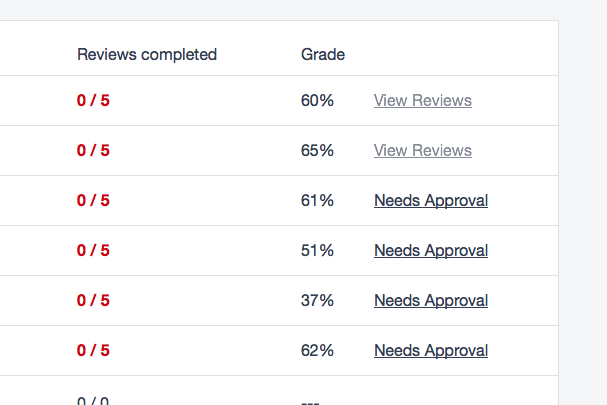 Reviews completed Grade
0 / 5 60% View Reviews
0 / 5 65% View Reviews
0 / 5 61% Needs Approval
0 / 5 51% Needs Approval
0 / 5 37% Needs Approval
0 / 5 62% Needs Approval
0 / 0 ---